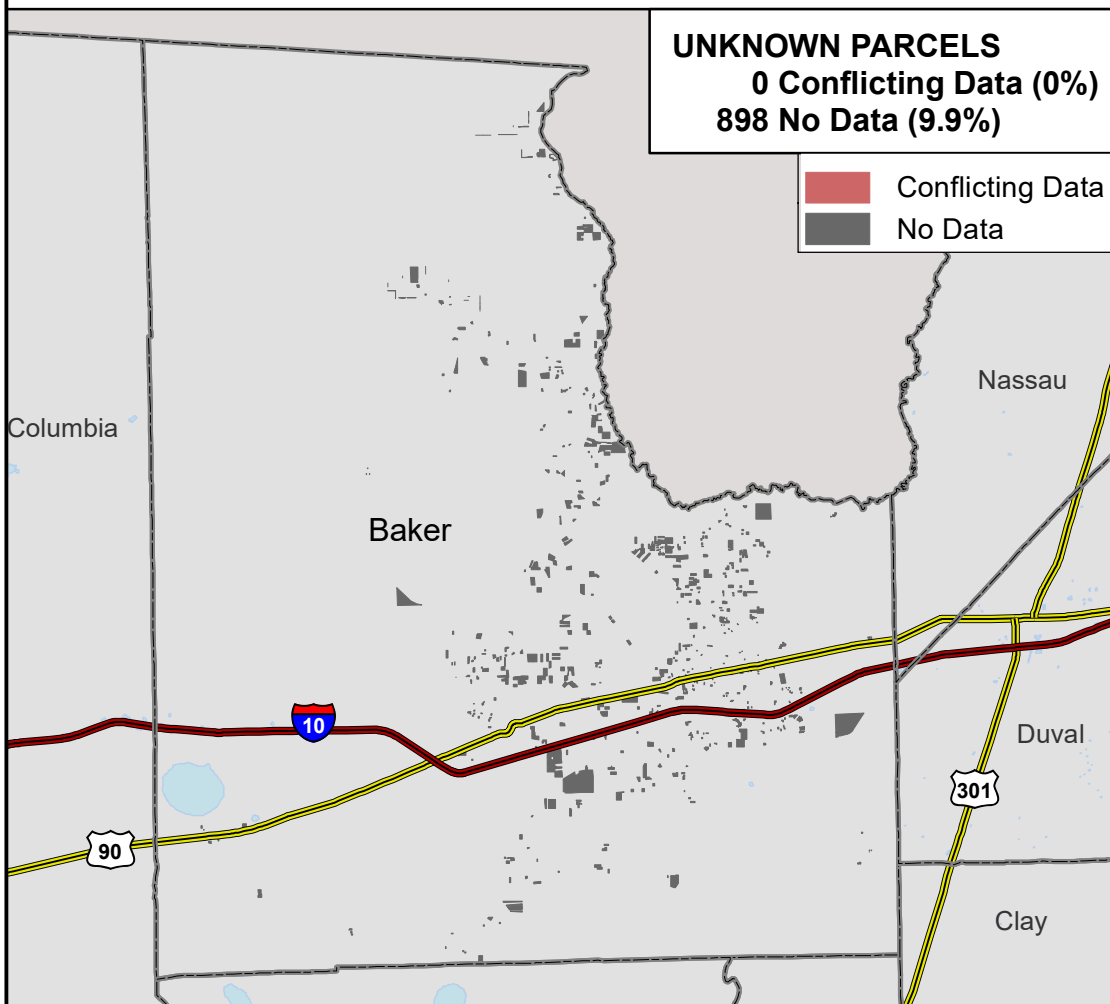 UNKNOWN PARCELS
0 Conflicting Data (0%)
898 No Data (9.9%)
Conflicting Data
No Data
Nassau
Columbia
Baker
10
Duval
301
90
Clay